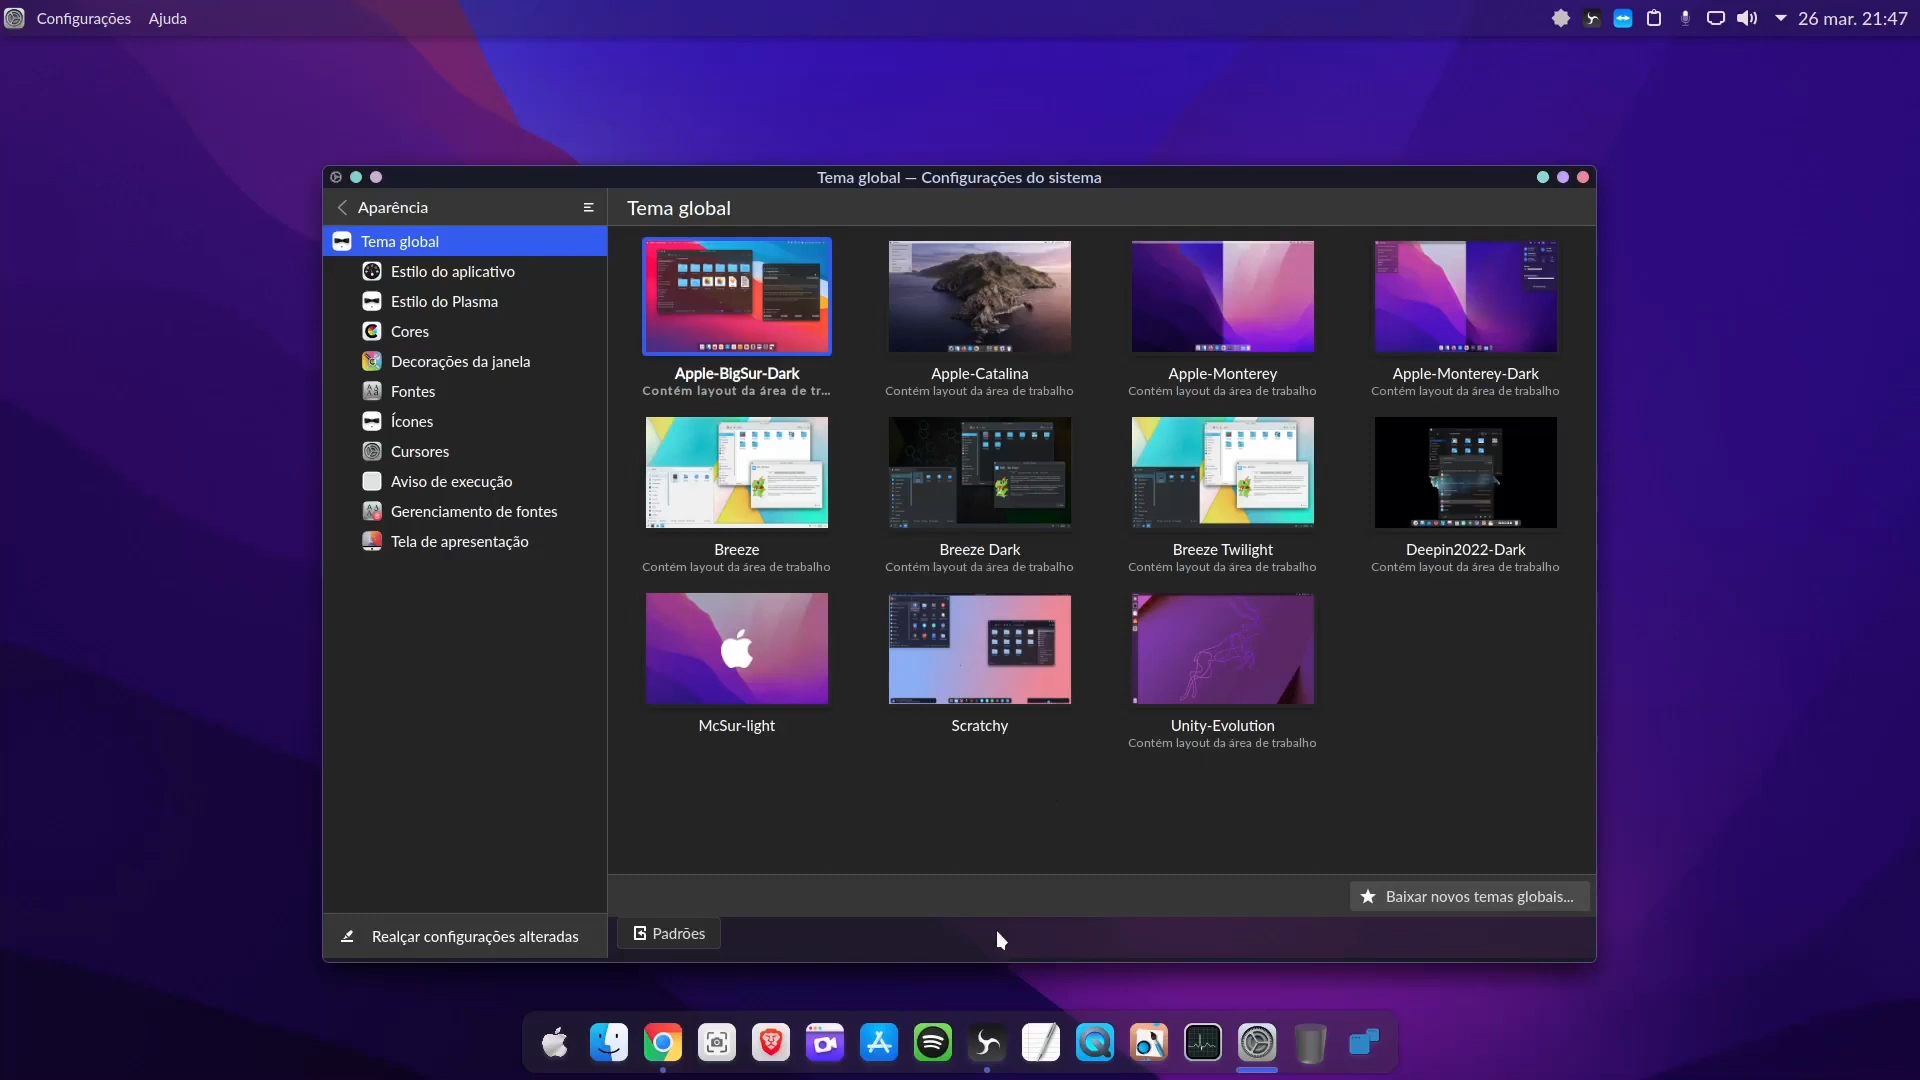 Configurações Ajuda
26 mar. 21:47
Tema global — Configurações do sistema
Aparência
Tema global
Tema global
Estilo do aplicativo
Estilo do Plasma
Cores
Decorações da janela
Fontes
Ícones
Cursores
Aviso de execução
Gerenciamento de fontes
Tela de apresentação
Realçar configurações alteradas
Apple-BigSur-Dark
Contém layout da área de tr...
Apple-Catalina
Contém layout da área de trabalho
Apple-Monterey
Contém layout da área de trabalho
Apple-Monterey-Dark
Contém layout da área de trabalho
Breeze
Contém layout da área de trabalho
Breeze Dark
Contém layout da área de trabalho
Breeze Twilight
Contém layout da área de trabalho
Deepin2022-Dark
Contém layout da área de trabalho
McSur-light
Scratchy
Unity-Evolution
Contém layout da área de trabalho
Baixar novos temas globais...
Padrões